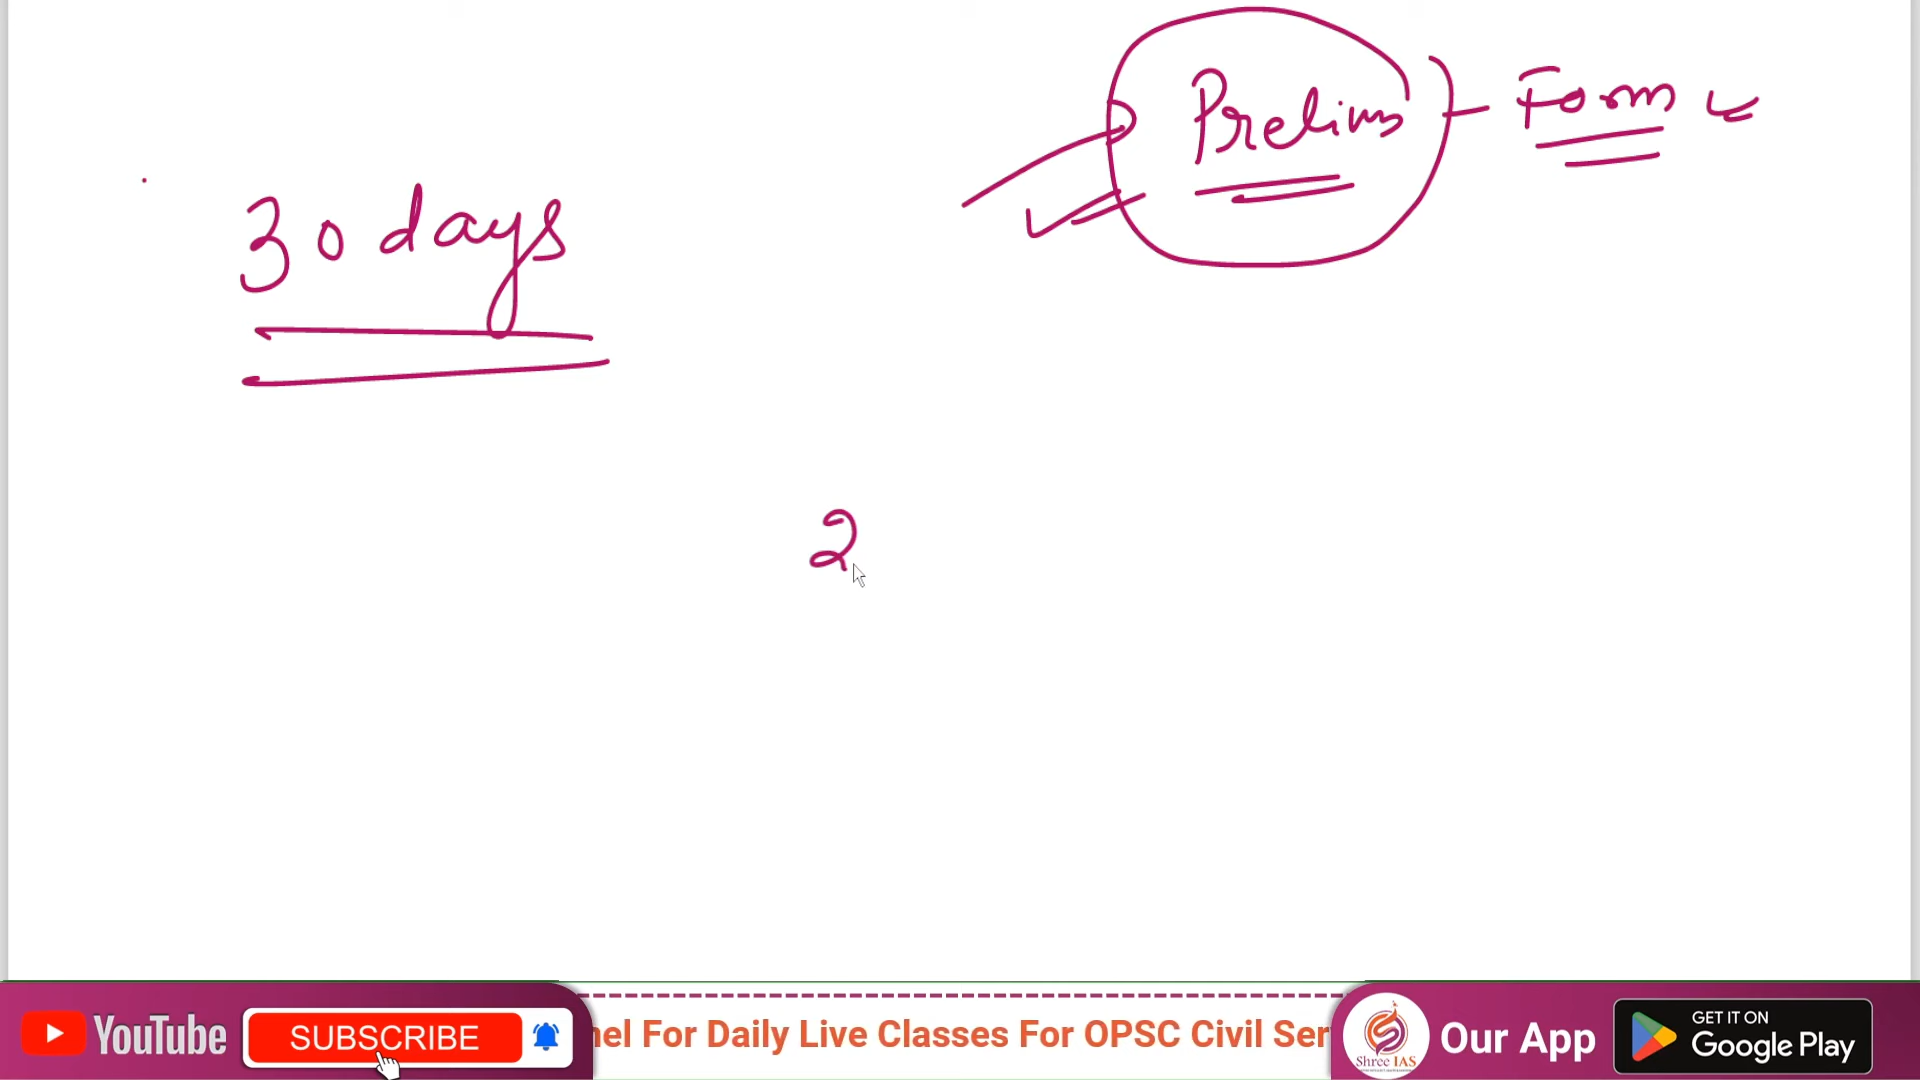 Prelims - Form
30 days
2
YouTube
SUBSCRIBE
nel For Daily Live Classes For OPSC Civil Ser
Shree IAS
Our App
GET IT ON
Google Play